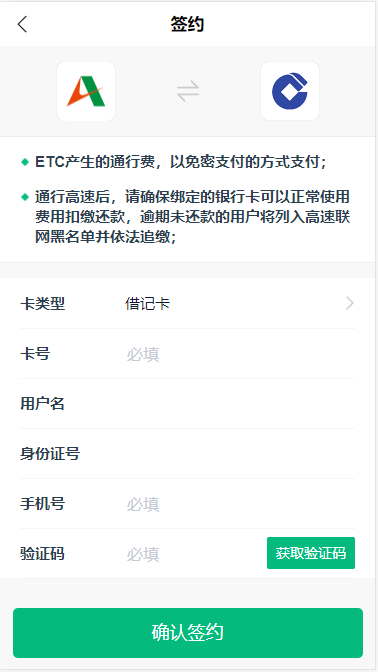 签约
ETC产生的通行费，以免密支付的方式支付；
通行高速后，请确保绑定的银行卡可以正常使用
费用扣缴还款，逾期未还款的用户将列入高速联
网黑名单并依法追缴；
卡类型 借记卡
卡号 必填
用户名
身份证号
手机号 必填
验证码 必填 获取验证码
确认签约